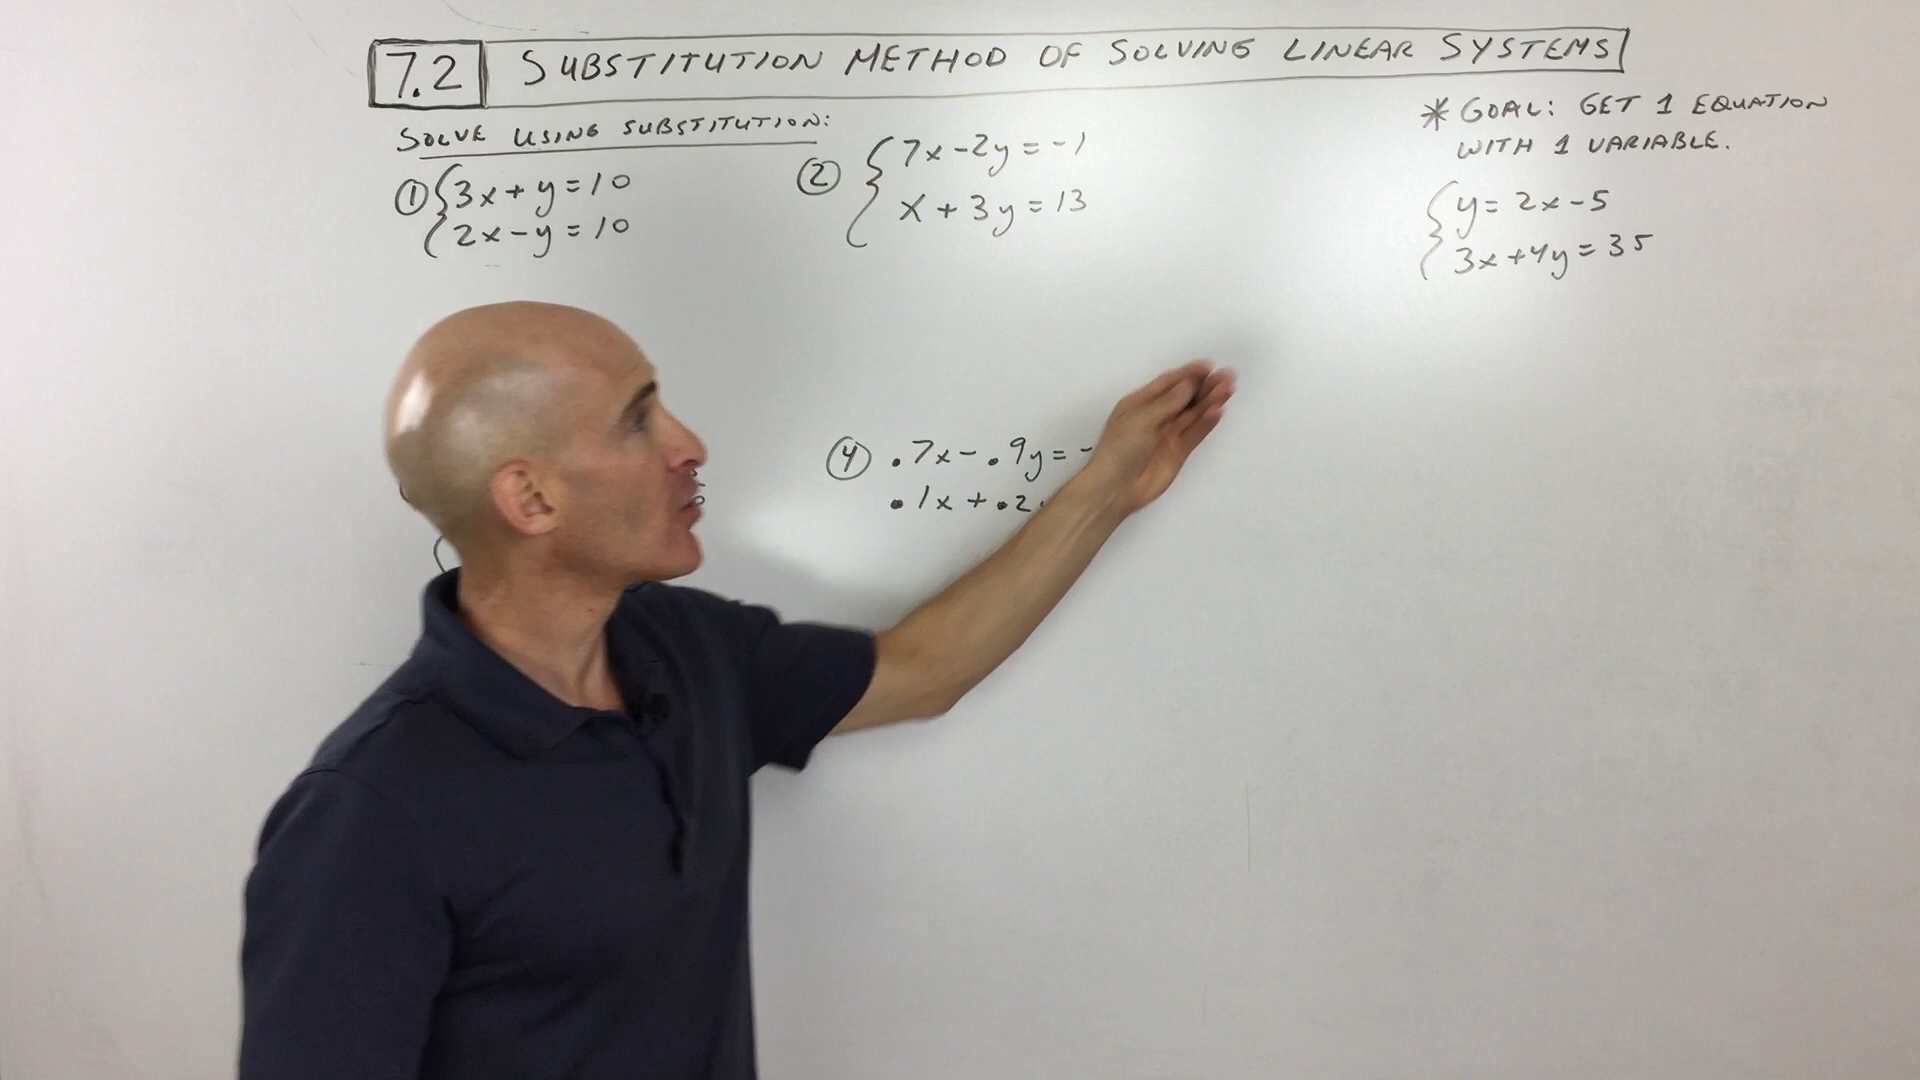 7.2 SUBSTITUTION METHOD OF SOLVING LINEAR SYSTEMS
SOLVE USING SUBSTITUTION:
① 3x + y = 10
2x - y = 10
② 7x - 2y = -1
x + 3y = 13
* GOAL: GET 1 EQUATION
WITH 1 VARIABLE.
y = 2x - 5
3x + 4y = 35
④ .7x - .9y = -
.1x + .2